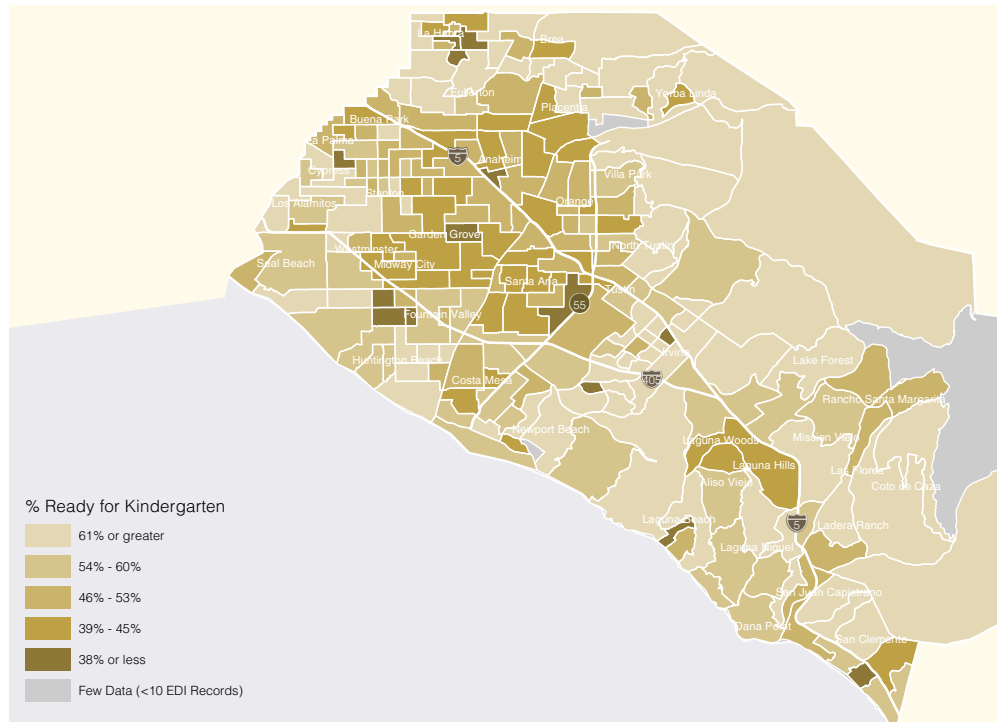 La Habra
Brea
Fullerton
Placentia
Yorba Linda
Buena Park
La Palma
5
Anaheim
Cypress
Villa Park
Stanton
Los Alamitos
Orange
Garden Grove
Westminster
North Tustin
Seal Beach
Midway City
Santa Ana
Tustin
55
Fountain Valley
Huntington Beach
Irvine
Lake Forest
Costa Mesa
405
Rancho Santa Margarita
Newport Beach
Laguna Woods
Mission Viejo
Laguna Hills
Las Flores
Aliso Viejo
Coto de Caza
Laguna Beach
5
Ladera Ranch
Laguna Niguel
San Juan Capistrano
Dana Point
San Clemente
% Ready for Kindergarten
61% or greater
54% - 60%
46% - 53%
39% - 45%
38% or less
Few Data (<10 EDI Records)